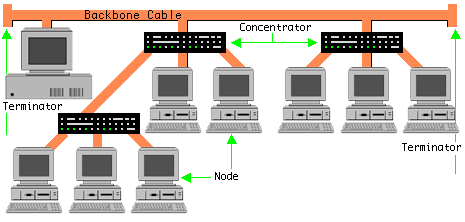 Backbone Cable
Concentrator
Terminator
Terminator
Node